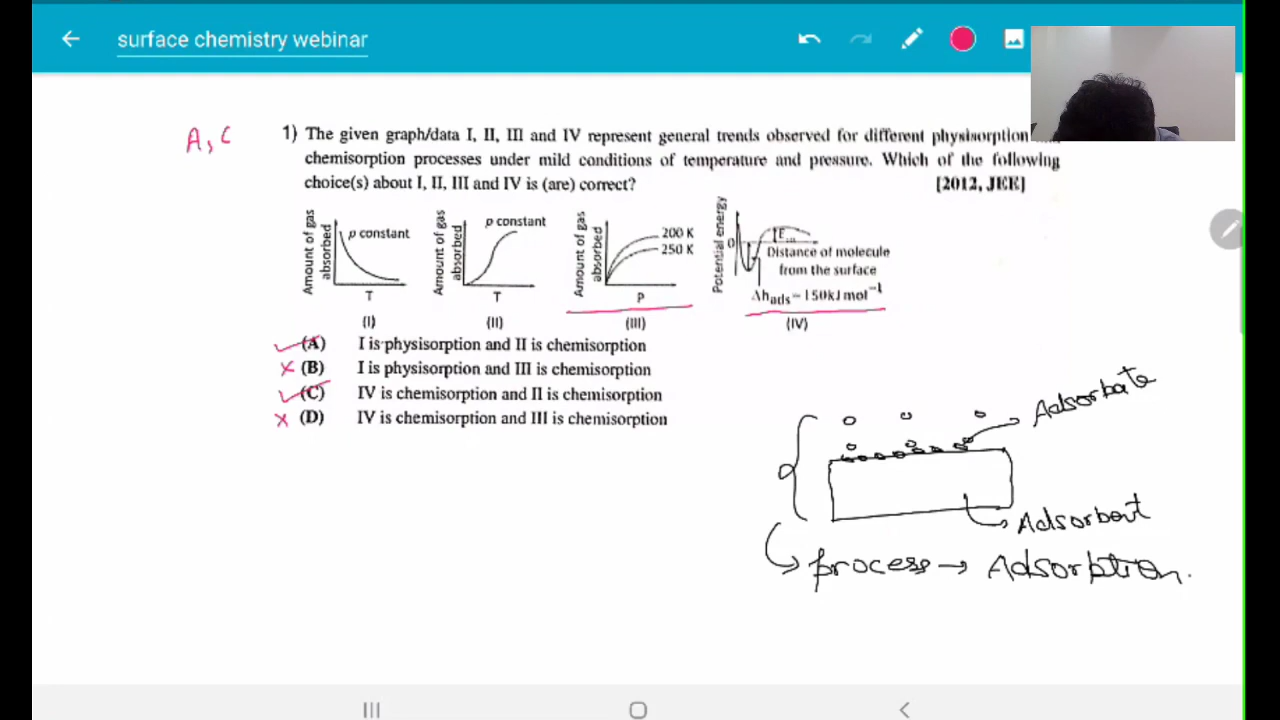 surface chemistry webinar
A, C
1) The given graph/data I, II, III and IV represent general trends observed for different physisorption
chemisorption processes under mild conditions of temperature and pressure. Which of the following
choice(s) about I, II, III and IV is (are) correct?
[2012, JEE]
Amount of gas
absorbed
p constant
T
(I)
Amount of gas
absorbed
p constant
T
(II)
Amount of gas
absorbed
200 K
250 K
P
(III)
Potential energy
0
Distance of molecule
from the surface
Δhads - 150kJ mol⁻¹
(IV)
(A) I is physisorption and II is chemisorption
(B) I is physisorption and III is chemisorption
(C) IV is chemisorption and II is chemisorption
(D) IV is chemisorption and III is chemisorption
Adsorbate
Adsorbent
process → Adsorption.